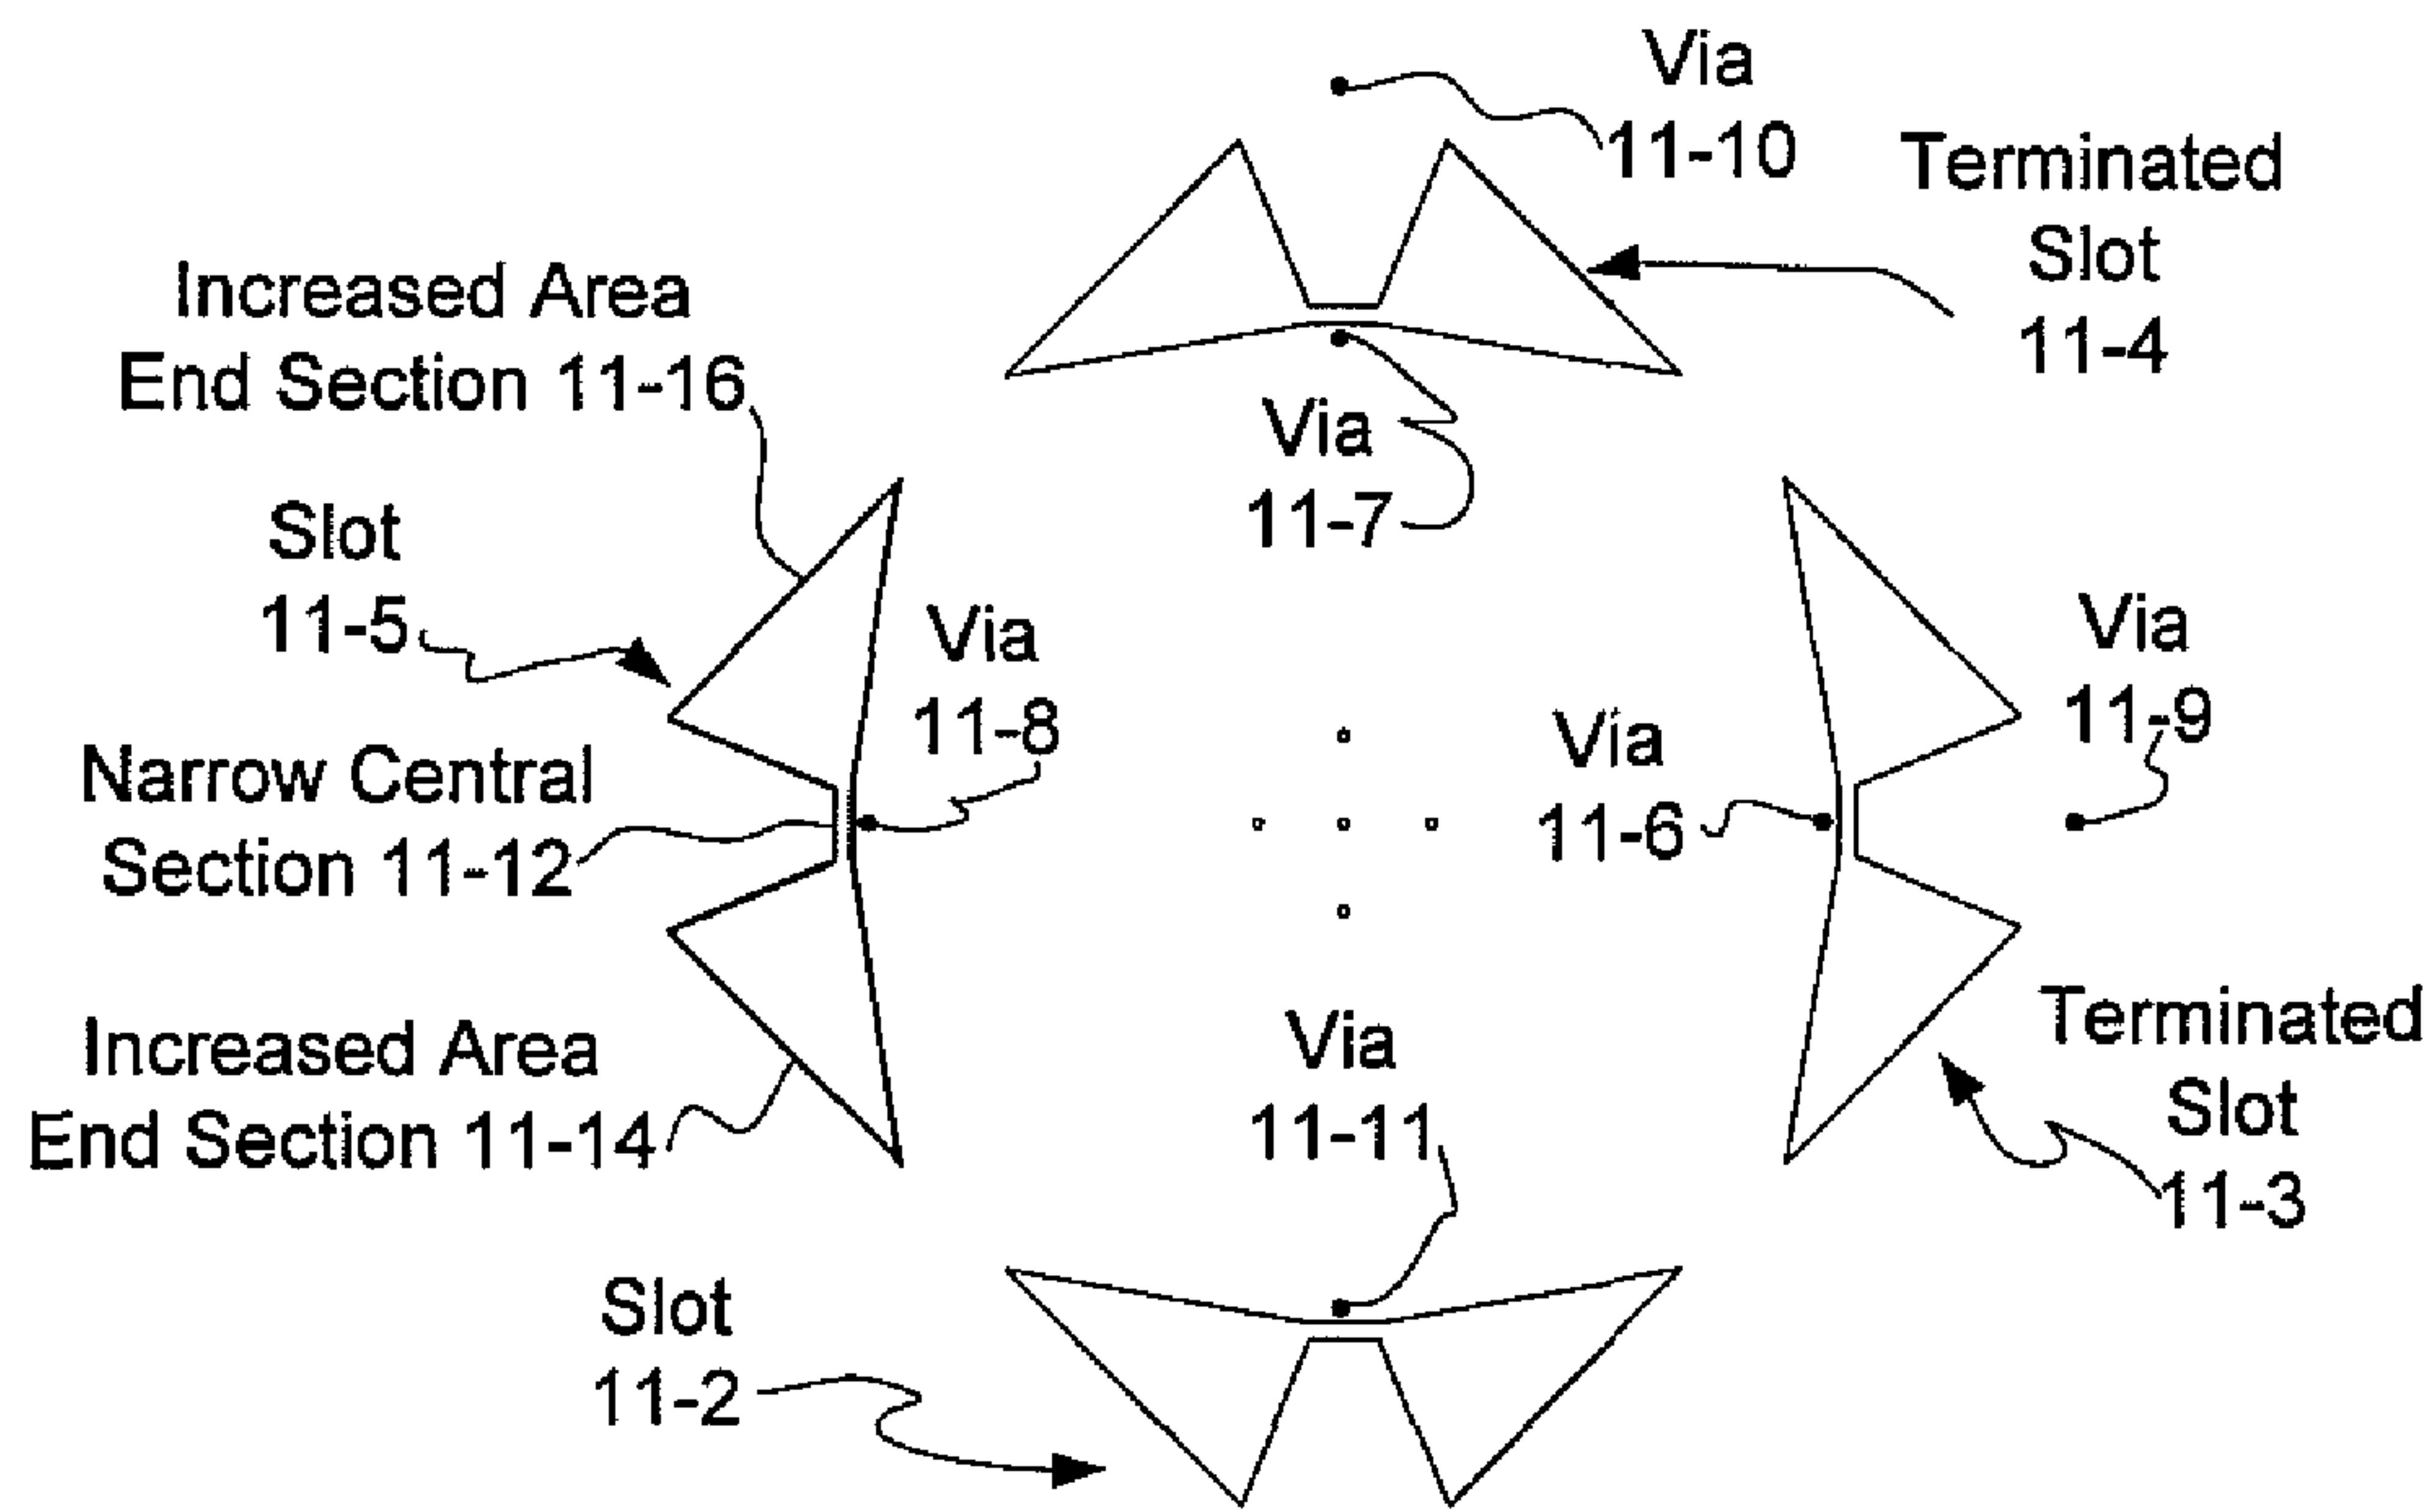 Via
11-10
Terminated
Slot
11-4
Increased Area
End Section 11-16
Via
11-7
Slot
11-5
Via
11-8
Via
11-6
Via
11-9
Narrow Central
Section 11-12
Increased Area
End Section 11-14
Via
11-11
Terminated
Slot
11-3
Slot
11-2